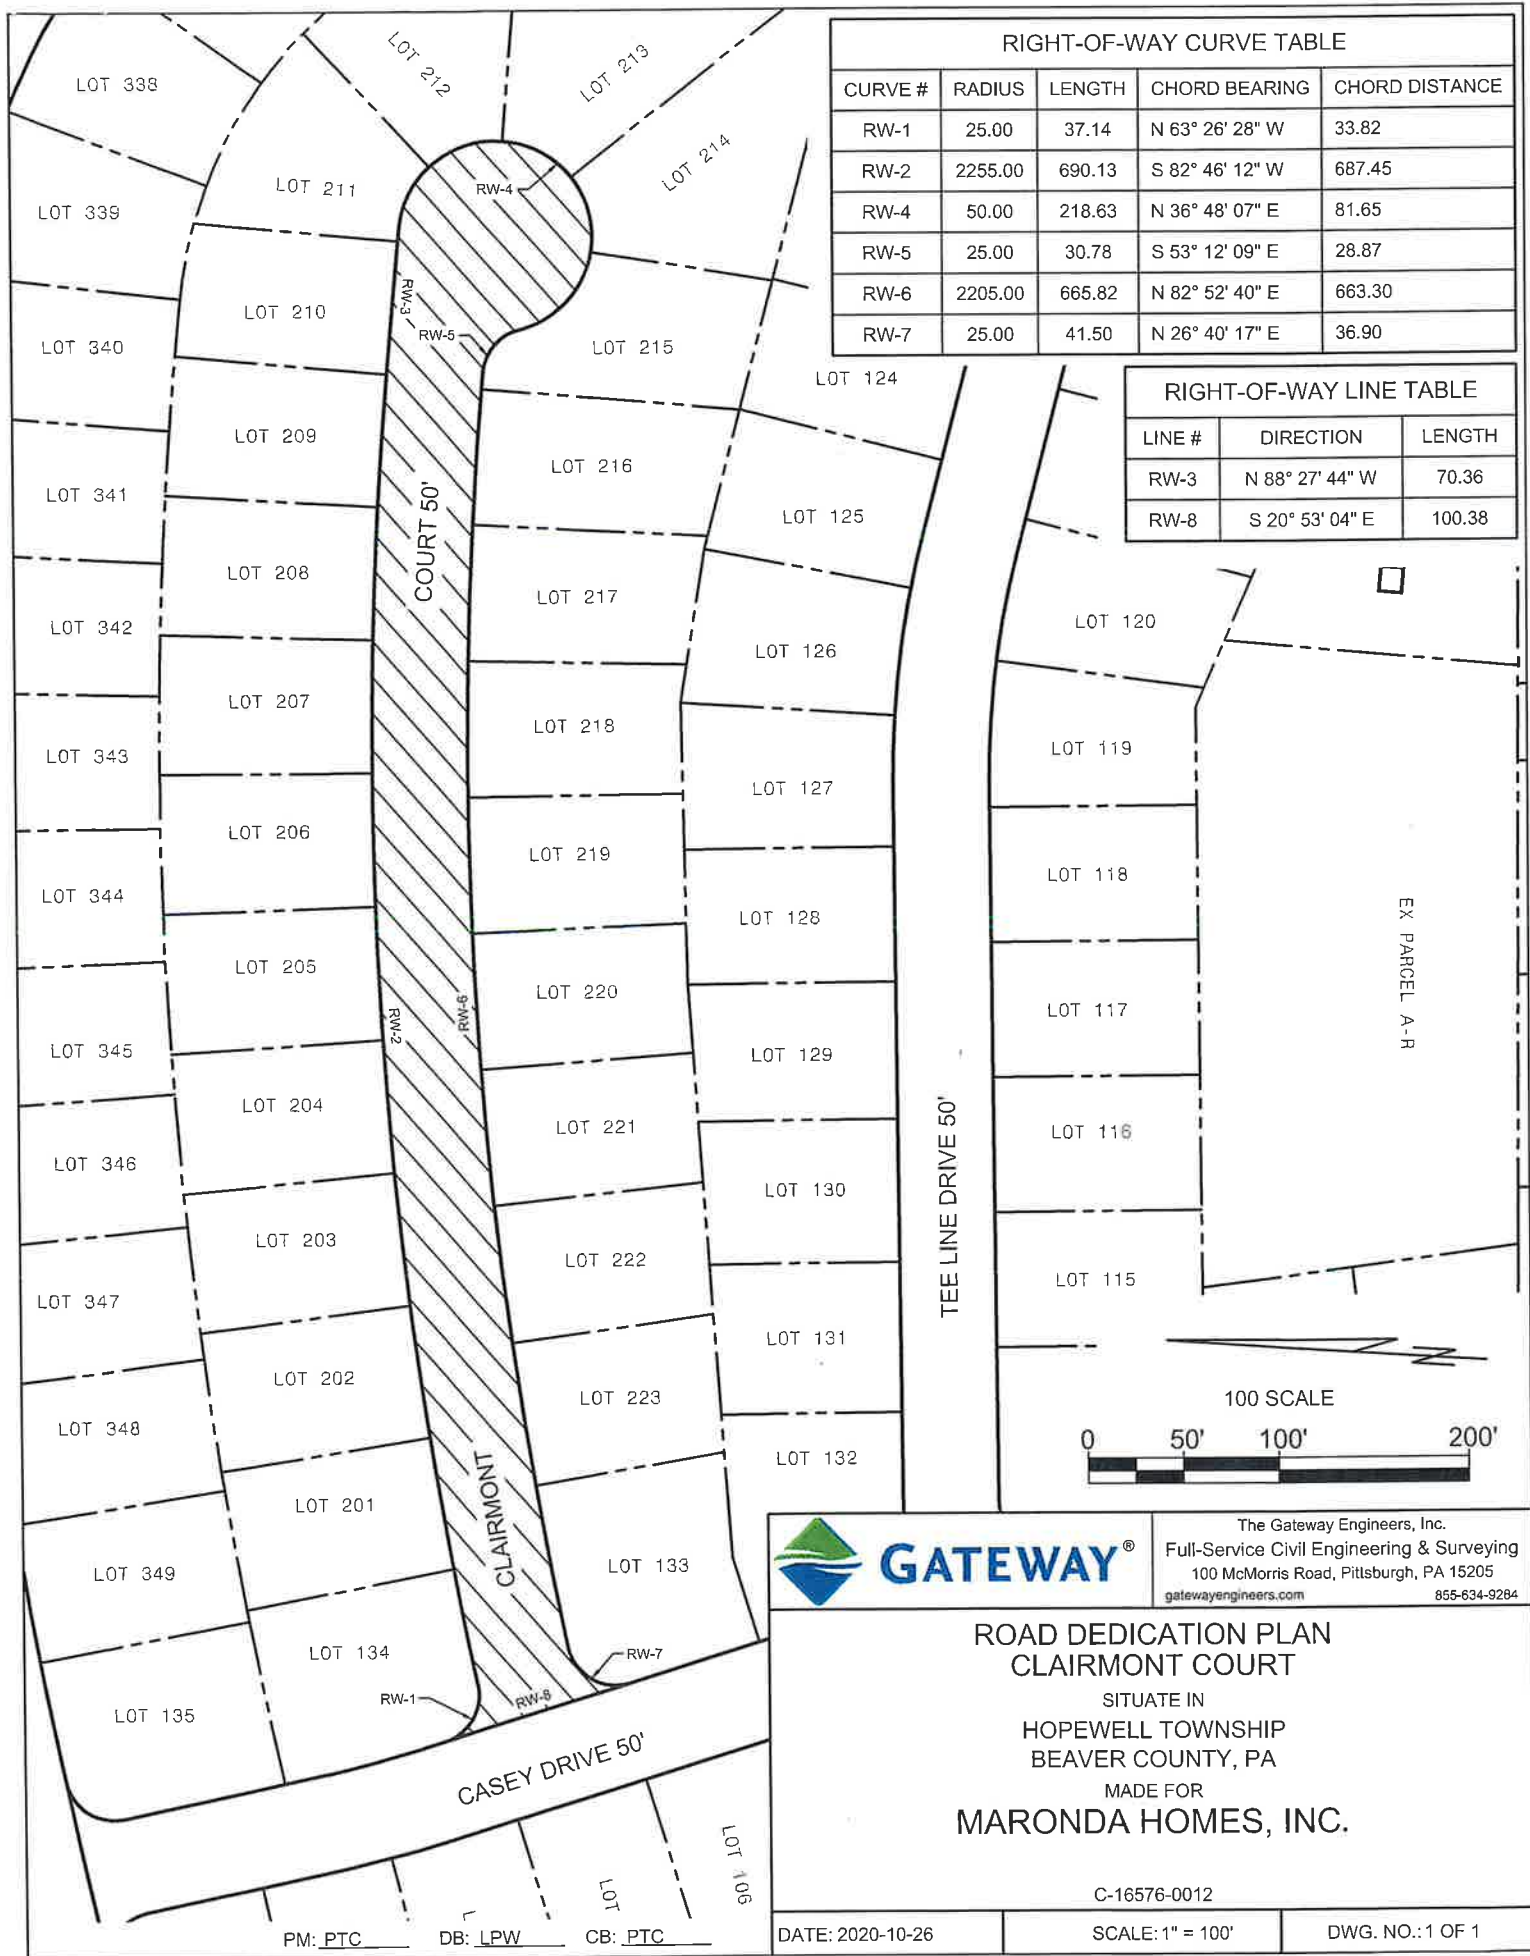 RIGHT-OF-WAY CURVE TABLE
CURVE # RADIUS LENGTH CHORD BEARING CHORD DISTANCE
RW-1 25.00 37.14 N 63° 26' 28" W 33.82
RW-2 2255.00 690.13 S 82° 46' 12" W 687.45
RW-4 50.00 218.63 N 36° 48' 07" E 81.65
RW-5 25.00 30.78 S 53° 12' 09" E 28.87
RW-6 2205.00 665.82 N 82° 52' 40" E 663.30
RW-7 25.00 41.50 N 26° 40' 17" E 36.90
RIGHT-OF-WAY LINE TABLE
LINE # DIRECTION LENGTH
RW-3 N 88° 27' 44" W 70.36
RW-8 S 20° 53' 04" E 100.38
LOT 338
LOT 339
LOT 340
LOT 341
LOT 342
LOT 343
LOT 344
LOT 345
LOT 346
LOT 347
LOT 348
LOT 349
LOT 135
LOT 212
LOT 213
LOT 214
LOT 211
LOT 210
LOT 209
LOT 208
LOT 207
LOT 206
LOT 205
LOT 204
LOT 203
LOT 202
LOT 201
LOT 134
RW-4
RW-3
RW-5
COURT 50'
RW-2
RW-6
CLAIRMONT
RW-1
RW-8
RW-7
LOT 215
LOT 216
LOT 217
LOT 218
LOT 219
LOT 220
LOT 221
LOT 222
LOT 223
LOT 133
LOT 124
LOT 125
LOT 126
LOT 127
LOT 128
LOT 129
LOT 130
LOT 131
LOT 132
TEE LINE DRIVE 50'
LOT 120
LOT 119
LOT 118
LOT 117
LOT 116
LOT 115
EX PARCEL A-R
CASEY DRIVE 50'
L
LOT
LOT 106
N
100 SCALE
0 50' 100' 200'
GATEWAY®
The Gateway Engineers, Inc.
Full-Service Civil Engineering & Surveying
100 McMorris Road, Pittsburgh, PA 15205
gatewayengineers.com 855-634-9284
ROAD DEDICATION PLAN
CLAIRMONT COURT
SITUATE IN
HOPEWELL TOWNSHIP
BEAVER COUNTY, PA
MADE FOR
MARONDA HOMES, INC.
C-16576-0012
PM: PTC DB: LPW CB: PTC
DATE: 2020-10-26 SCALE: 1" = 100' DWG. NO.: 1 OF 1